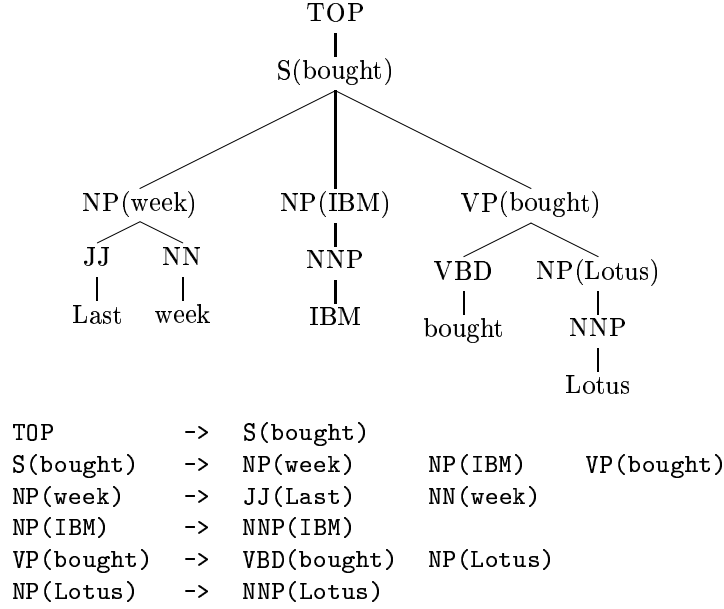 TOP
S(bought)
NP(week) NP(IBM) VP(bought)
JJ NN NNP VBD NP(Lotus)
Last week IBM bought NNP
Lotus
TOP -> S(bought)
S(bought) -> NP(week) NP(IBM) VP(bought)
NP(week) -> JJ(Last) NN(week)
NP(IBM) -> NNP(IBM)
VP(bought) -> VBD(bought) NP(Lotus)
NP(Lotus) -> NNP(Lotus)